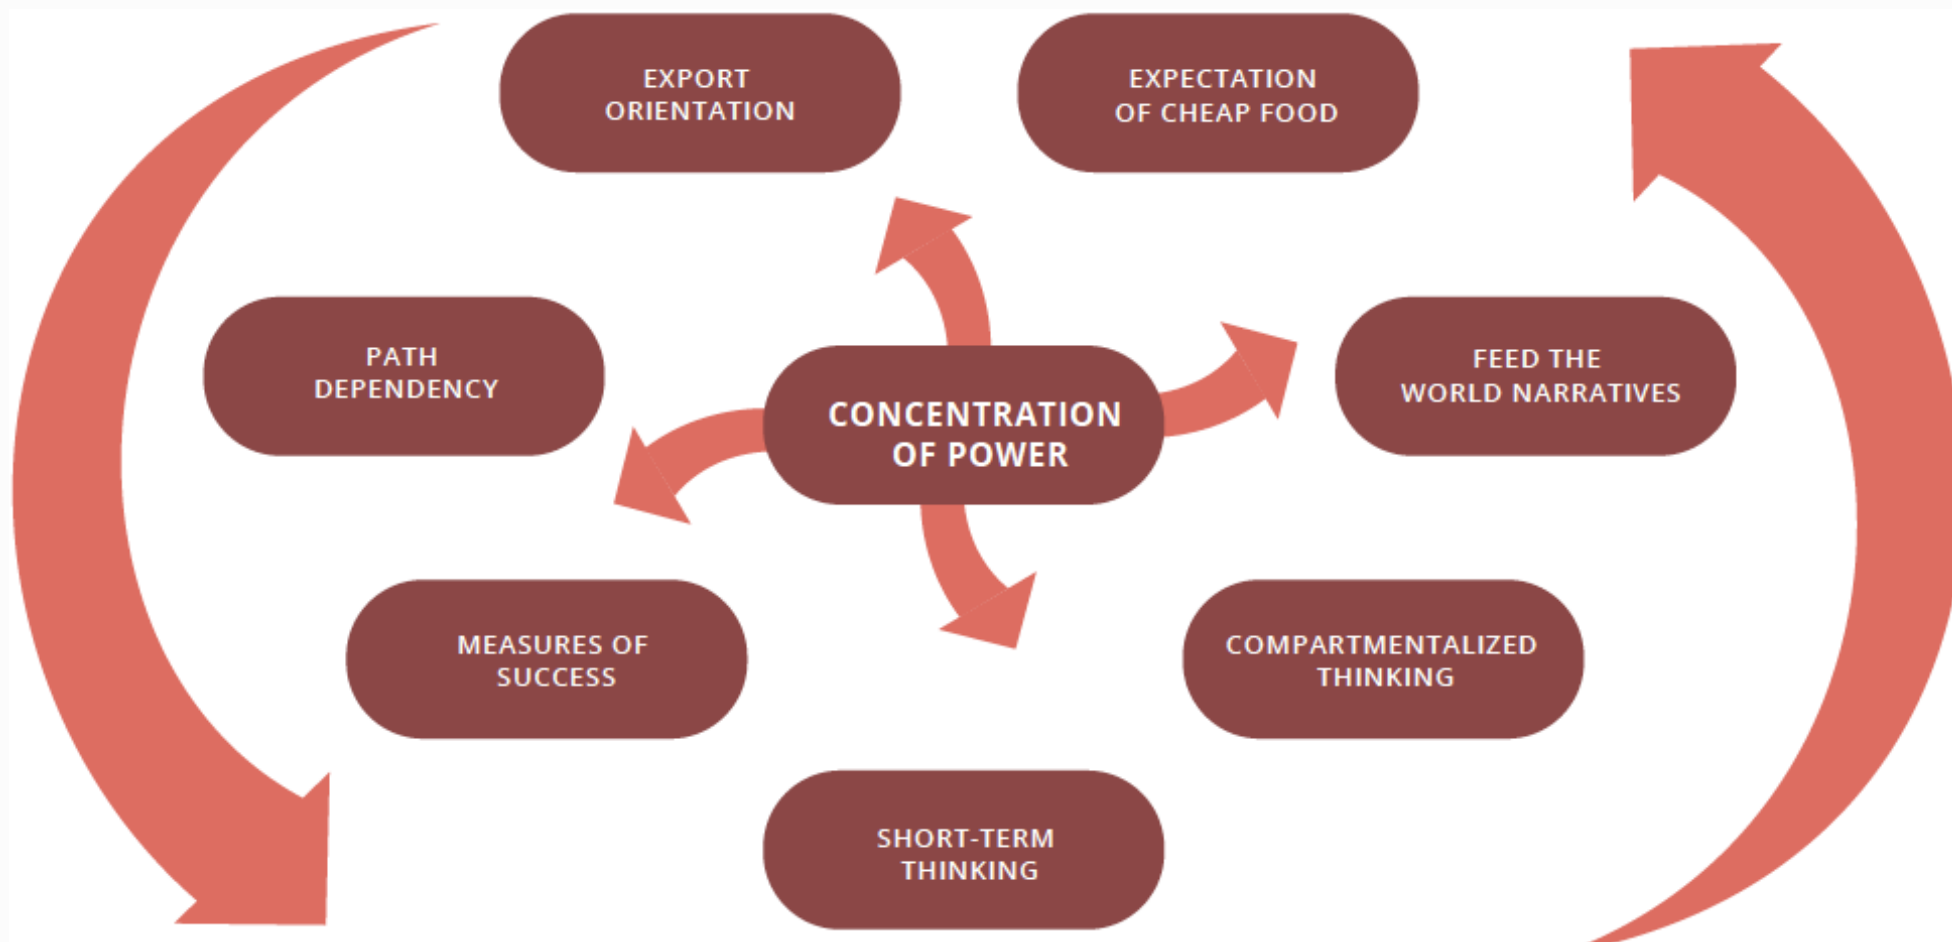 EXPORT
ORIENTATION
EXPECTATION
OF CHEAP FOOD
PATH
DEPENDENCY
FEED THE
WORLD NARRATIVES
CONCENTRATION
OF POWER
MEASURES OF
SUCCESS
COMPARTMENTALIZED
THINKING
SHORT-TERM
THINKING